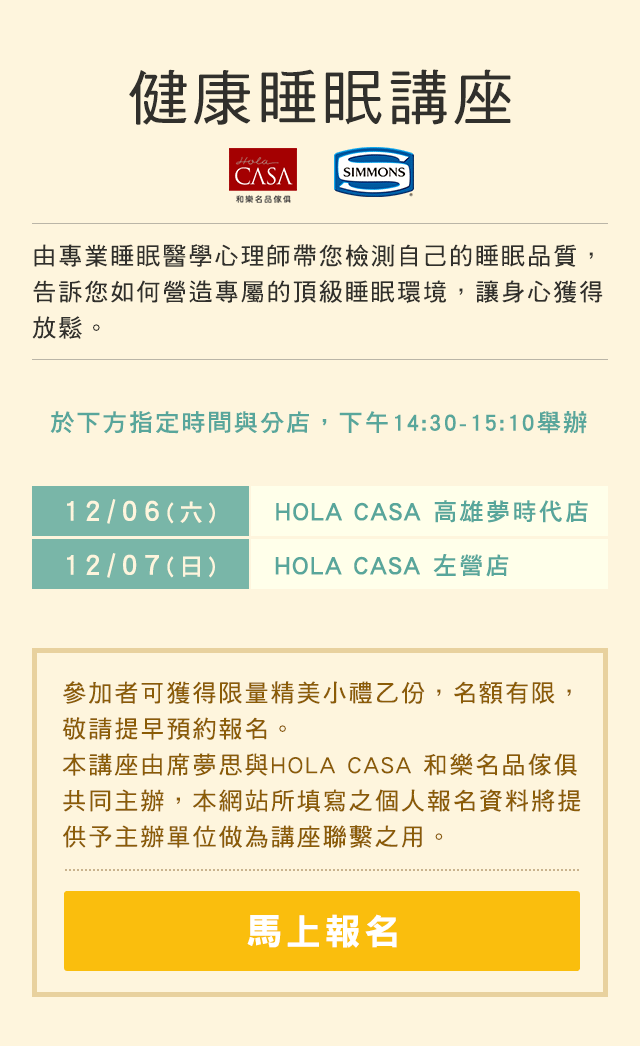 健康睡眠講座
Hola
CASA
和樂名品傢俱
SIMMONS
由專業睡眠醫學心理師帶您檢測自己的睡眠品質，
告訴您如何營造專屬的頂級睡眠環境，讓身心獲得
放鬆。
於下方指定時間與分店，下午14:30-15:10舉辦
12/06(六) HOLA CASA 高雄夢時代店
12/07(日) HOLA CASA 左營店
參加者可獲得限量精美小禮乙份，名額有限，
敬請提早預約報名。
本講座由席夢思與HOLA CASA 和樂名品傢俱
共同主辦，本網站所填寫之個人報名資料將提
供予主辦單位做為講座聯繫之用。
馬上報名